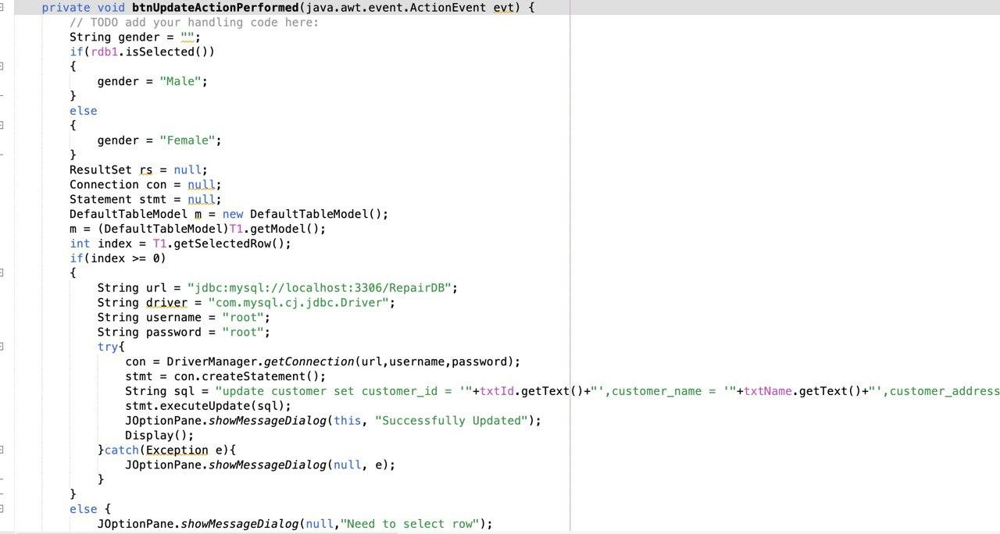 private void btnUpdateActionPerformed(java.awt.event.ActionEvent evt) {
// TODO add your handling code here:
String gender = "";
if(rdb1.isSelected())
{
gender = "Male";
}
else
{
gender = "Female";
}
ResultSet rs = null;
Connection con = null;
Statement stmt = null;
DefaultTableModel m = new DefaultTableModel();
m = (DefaultTableModel)T1.getModel();
int index = T1.getSelectedRow();
if(index >= 0)
{
String url = "jdbc:mysql://localhost:3306/RepairDB";
String driver = "com.mysql.cj.jdbc.Driver";
String username = "root";
String password = "root";
try{
con = DriverManager.getConnection(url,username,password);
stmt = con.createStatement();
String sql = "update customer set customer_id = '"+txtId.getText()+"',customer_name = '"+txtName.getText()+"',customer_address
stmt.executeUpdate(sql);
JOptionPane.showMessageDialog(this, "Successfully Updated");
Display();
}catch(Exception e){
JOptionPane.showMessageDialog(null, e);
}
}
else {
JOptionPane.showMessageDialog(null,"Need to select row");